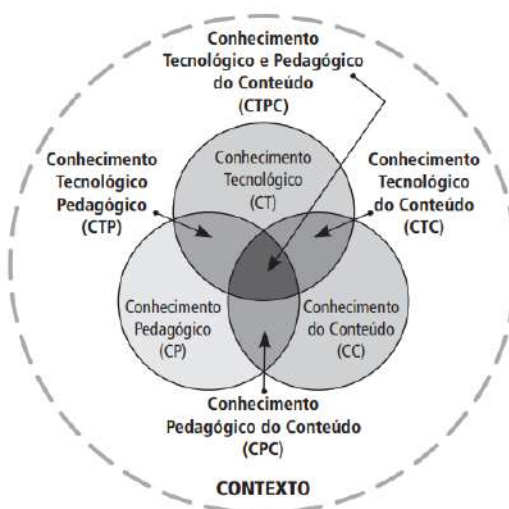 Conhecimento
Tecnológico e Pedagógico
do Conteúdo
(CTPC)
Conhecimento
Tecnológico
Pedagógico
(CTP)
Conhecimento
Tecnológico
(CT)
Conhecimento
Tecnológico
do Conteúdo
(CTC)
Conhecimento
Pedagógico
(CP)
Conhecimento
do Conteúdo
(CC)
Conhecimento
Pedagógico do Conteúdo
(CPC)
CONTEXTO